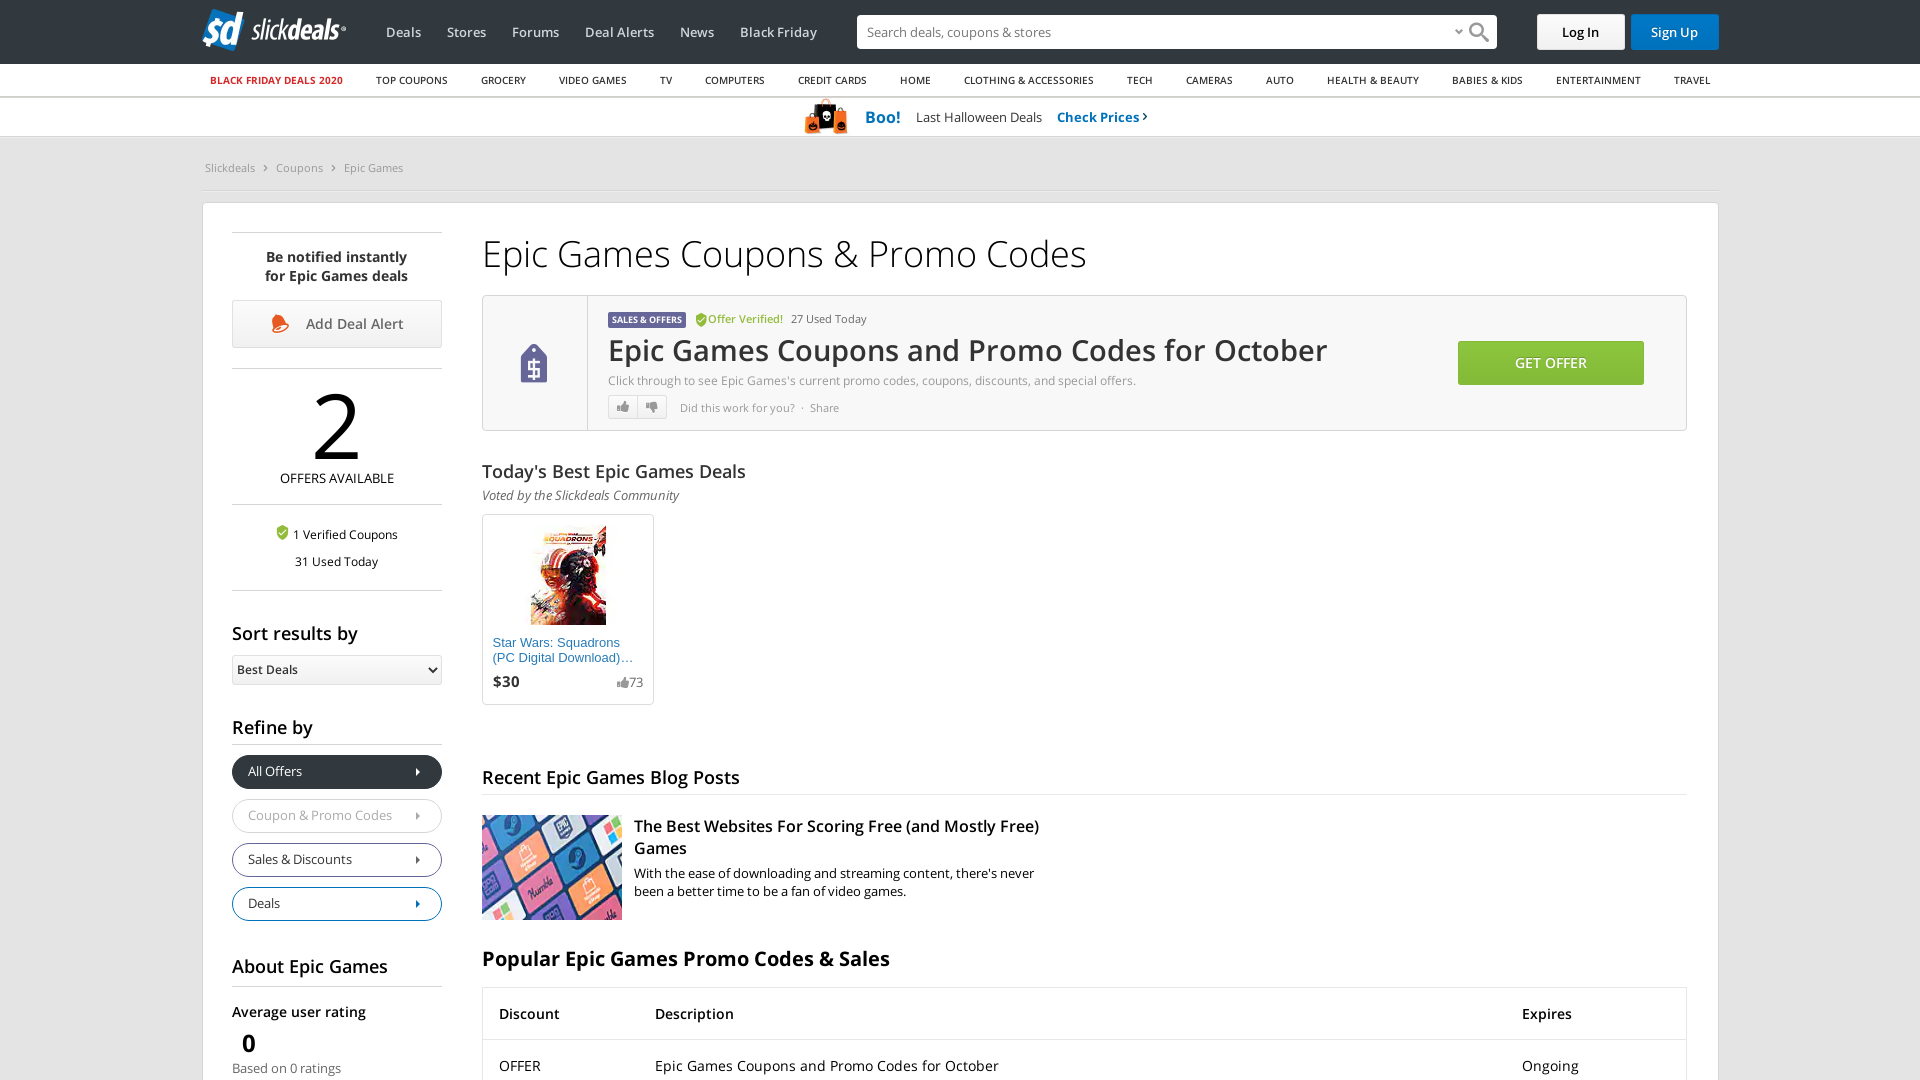 sd slickdeals
Deals Stores Forums Deal Alerts News Black Friday
Search deals, coupons & stores
Log In
Sign Up
BLACK FRIDAY DEALS 2020 TOP COUPONS GROCERY VIDEO GAMES TV COMPUTERS CREDIT CARDS HOME CLOTHING & ACCESSORIES TECH CAMERAS AUTO HEALTH & BEAUTY BABIES & KIDS ENTERTAINMENT TRAVEL
Boo! Last Halloween Deals Check Prices
Slickdeals Coupons Epic Games
Be notified instantly
for Epic Games deals
Add Deal Alert
2
OFFERS AVAILABLE
1 Verified Coupons
31 Used Today
Sort results by
Best Deals
Refine by
All Offers
Coupon & Promo Codes
Sales & Discounts
Deals
About Epic Games
Average user rating
0
Based on 0 ratings
Epic Games Coupons & Promo Codes
SALES & OFFERS Offer Verified! 27 Used Today
Epic Games Coupons and Promo Codes for October
Click through to see Epic Games's current promo codes, coupons, discounts, and special offers.
Did this work for you? · Share
GET OFFER
Today's Best Epic Games Deals
Voted by the Slickdeals Community
SQUADRONS
Star Wars: Squadrons
(PC Digital Download)…
$30 73
Recent Epic Games Blog Posts
The Best Websites For Scoring Free (and Mostly Free)
Games
With the ease of downloading and streaming content, there's never
been a better time to be a fan of video games.
Popular Epic Games Promo Codes & Sales
Discount Description Expires
OFFER Epic Games Coupons and Promo Codes for October Ongoing